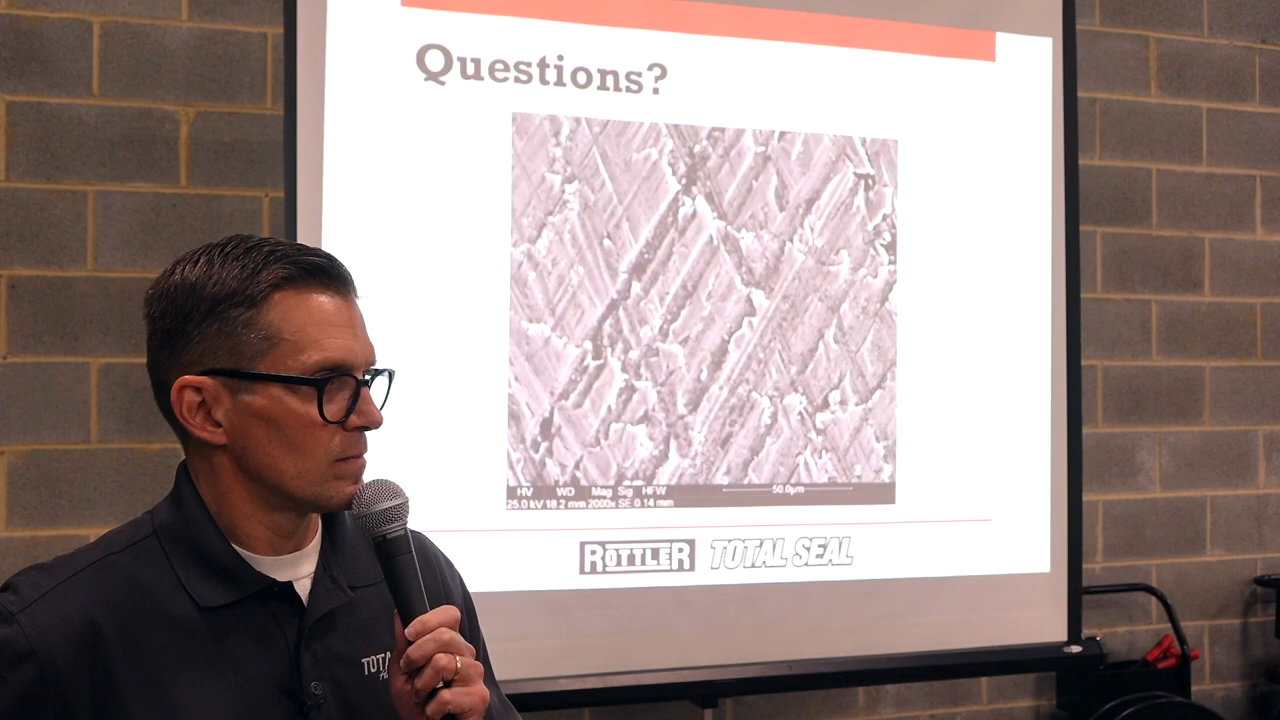 Questions?
HV WD Mag Sig HFW
50.0µm
25.0 kV 18.2 mm 2000x SE 0.14 mm
ROTTLER
TOTAL SEAL